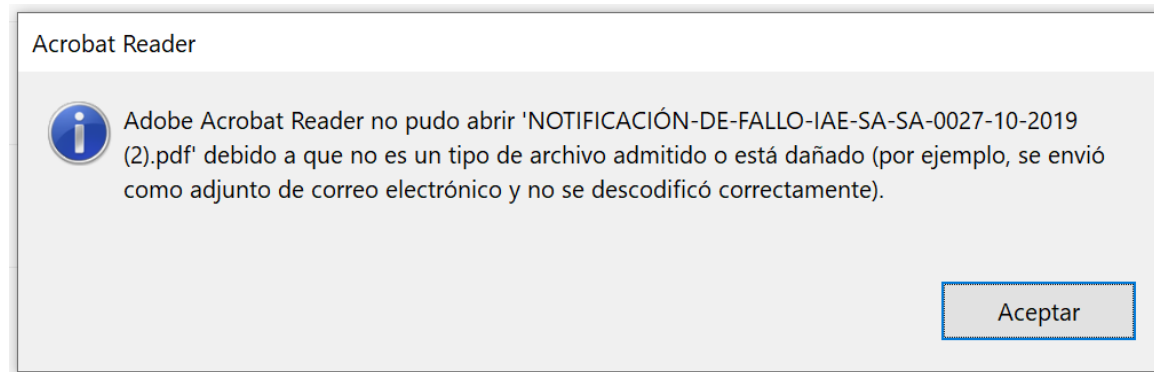 Acrobat Reader
Adobe Acrobat Reader no pudo abrir 'NOTIFICACIÓN-DE-FALLO-IAE-SA-SA-0027-10-2019
(2).pdf' debido a que no es un tipo de archivo admitido o está dañado (por ejemplo, se envió
como adjunto de correo electrónico y no se descodificó correctamente).
Aceptar